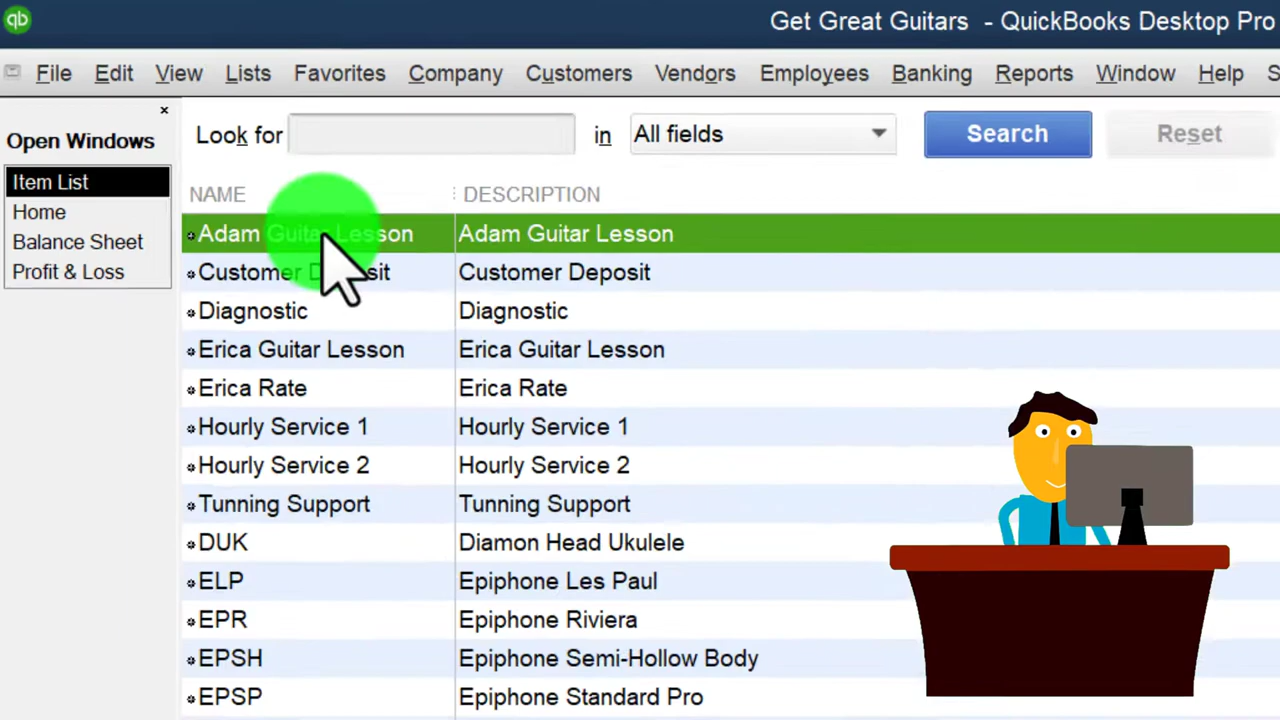 qb
Get Great Guitars - QuickBooks Desktop Pro
File Edit View Lists Favorites Company Customers Vendors Employees Banking Reports Window Help S
Open Windows
Item List
Home
Balance Sheet
Profit & Loss
Look for in All fields Search Reset
NAME DESCRIPTION
Adam Guitar Lesson Adam Guitar Lesson
Customer Deposit Customer Deposit
Diagnostic Diagnostic
Erica Guitar Lesson Erica Guitar Lesson
Erica Rate Erica Rate
Hourly Service 1 Hourly Service 1
Hourly Service 2 Hourly Service 2
Tunning Support Tunning Support
DUK Diamon Head Ukulele
ELP Epiphone Les Paul
EPR Epiphone Riviera
EPSH Epiphone Semi-Hollow Body
EPSP Epiphone Standard Pro